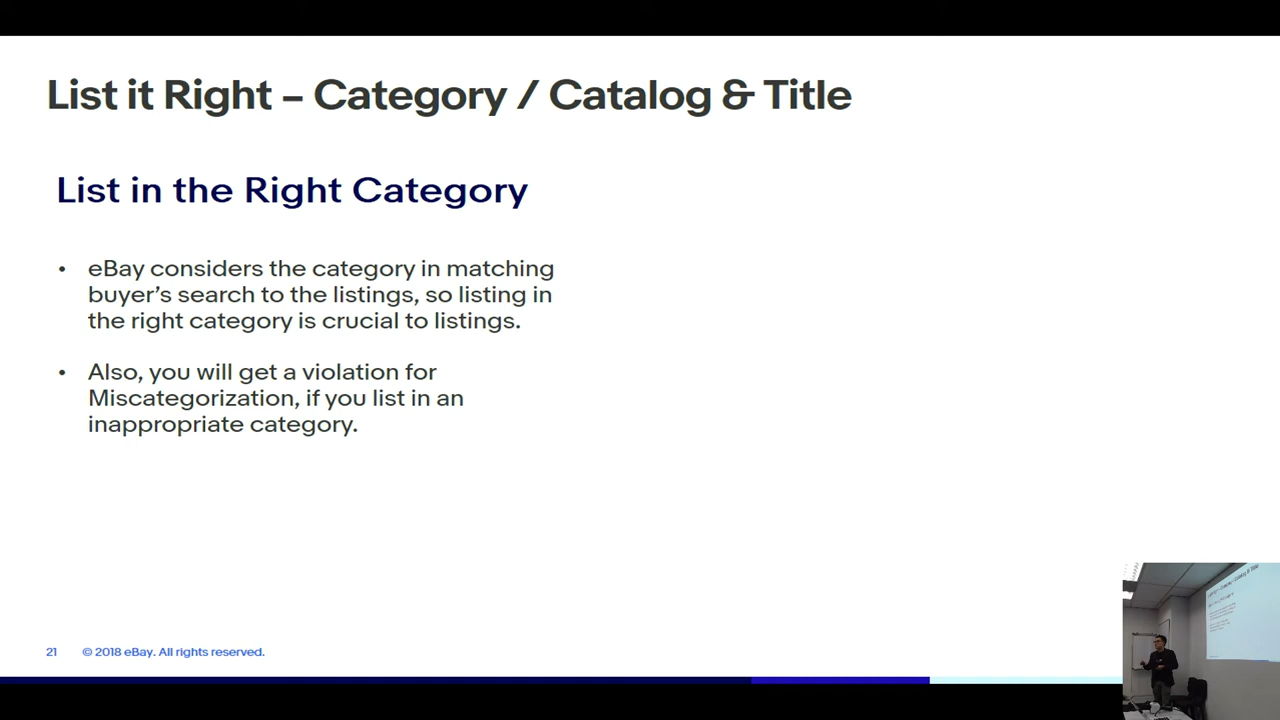 List it Right – Category / Catalog & Title
List in the Right Category
• eBay considers the category in matching
buyer’s search to the listings, so listing in
the right category is crucial to listings.
• Also, you will get a violation for
Miscategorization, if you list in an
inappropriate category.
21 © 2018 eBay. All rights reserved.